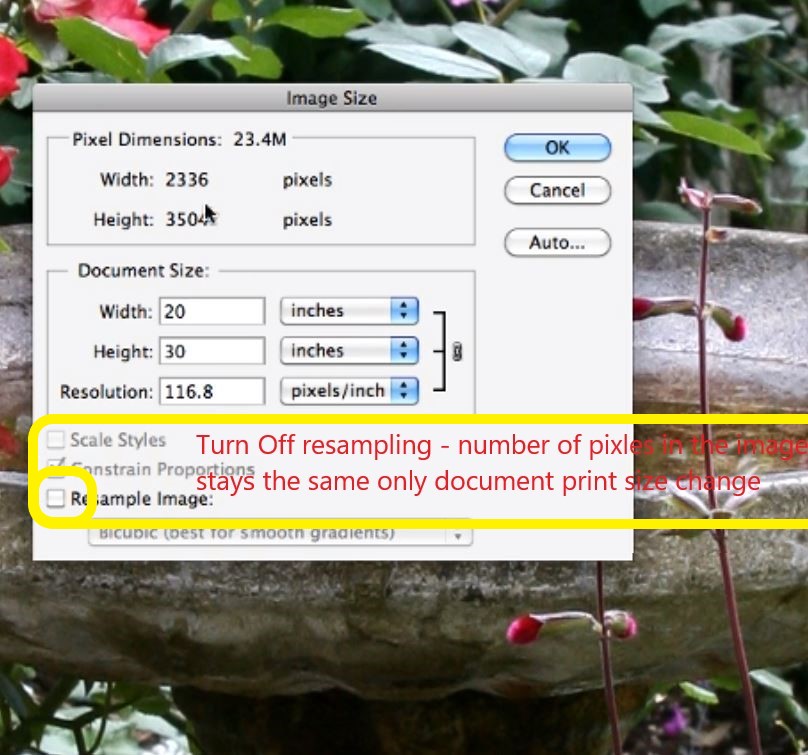 Image Size
Pixel Dimensions: 23.4M
Width: 2336 pixels
Height: 3504 pixels
OK
Cancel
Auto...
Document Size:
Width: 20 inches
Height: 30 inches
Resolution: 116.8 pixels/inch
Scale Styles
Turn Off resampling - number of pixles in the image
Constrain Proportions
stays the same only document print size change
Resample Image:
Bicubic (best for smooth gradients)